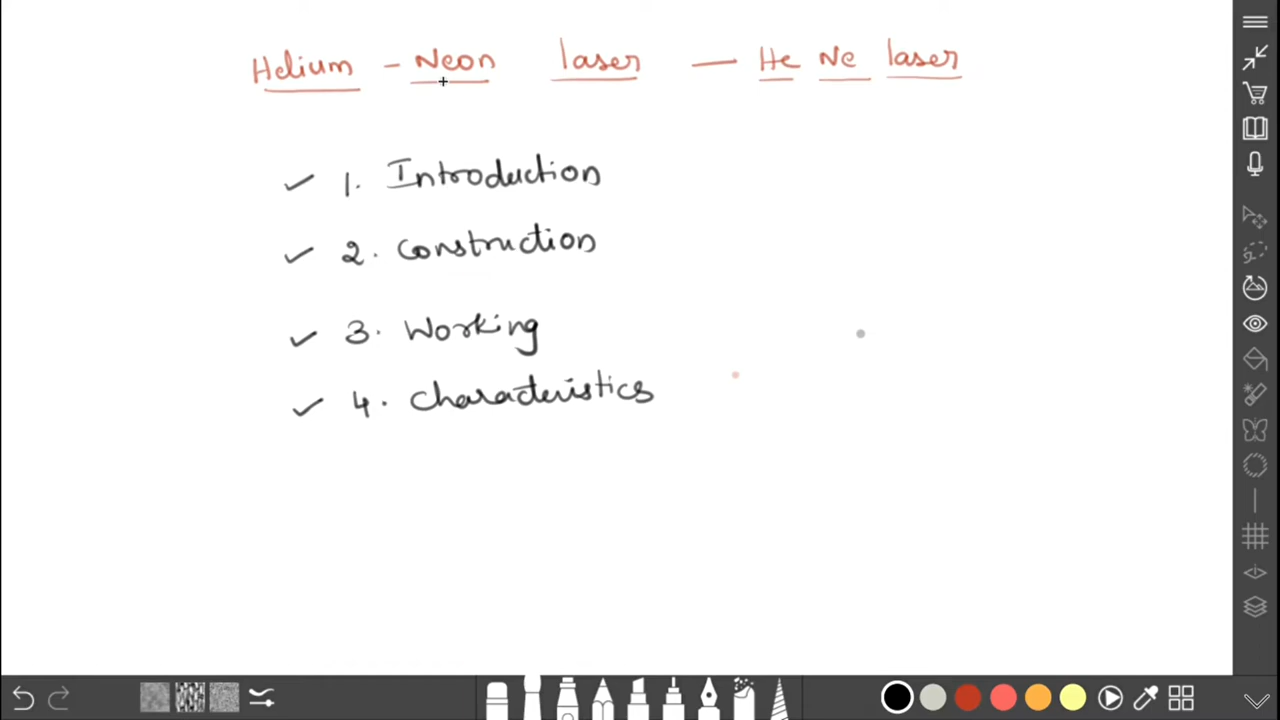 Helium - Neon laser — He Ne laser
✓ 1. Introduction
✓ 2. Construction
✓ 3. Working
✓ 4. Characteristics